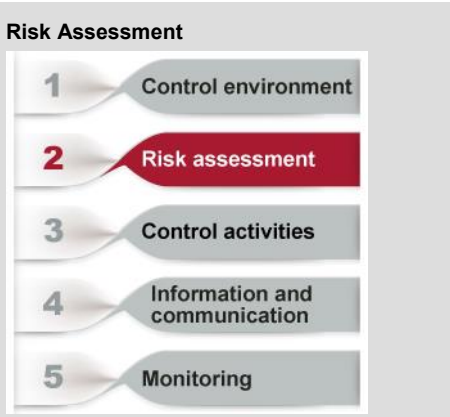 Risk Assessment
1 Control environment
2 Risk assessment
3 Control activities
4 Information and
communication
5 Monitoring